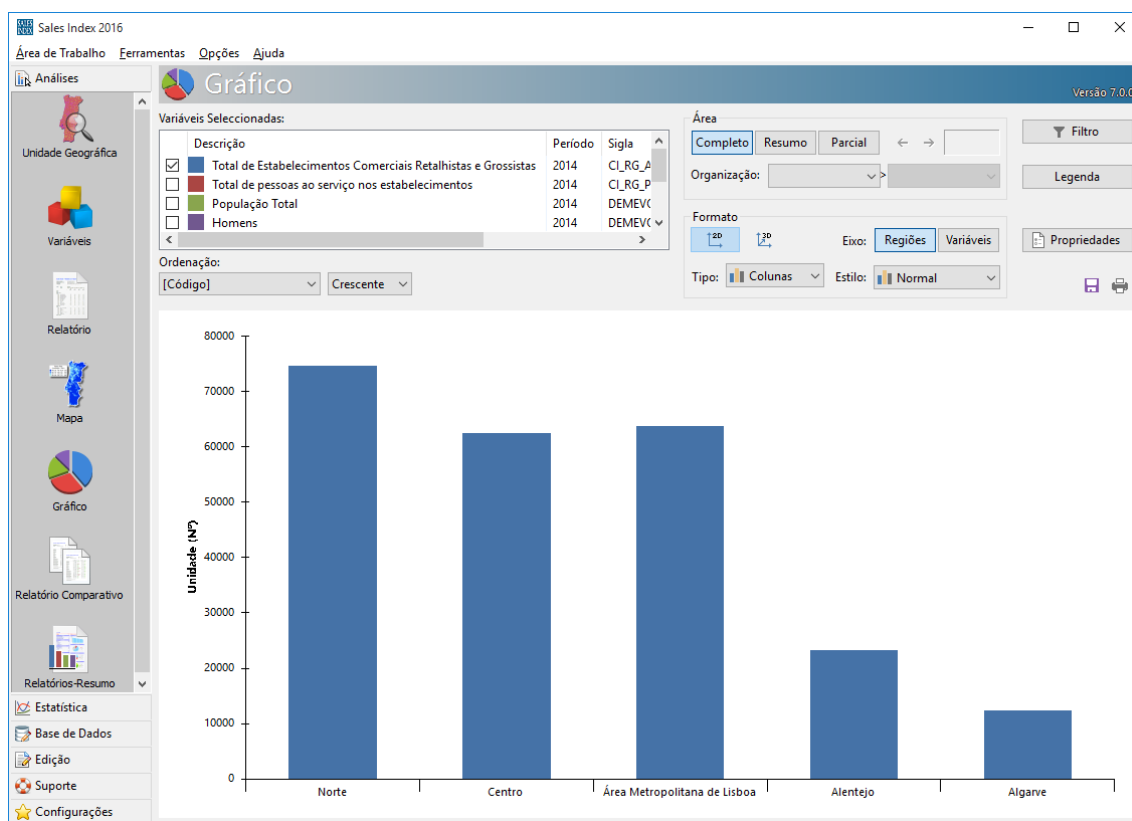 SALES INDEX
Sales Index 2016
Área de Trabalho Ferramentas Opções Ajuda
Análises
Unidade Geográfica
Variáveis
Relatório
Mapa
Gráfico
Relatório Comparativo
Relatórios-Resumo
Estatística
Base de Dados
Edição
Suporte
Configurações
Gráfico
Versão 7.0.0
Variáveis Seleccionadas:
Descrição Período Sigla
Total de Estabelecimentos Comerciais Retalhistas e Grossistas 2014 CI_RG_A
Total de pessoas ao serviço nos estabelecimentos 2014 CI_RG_P
População Total 2014 DEMEVO
Homens 2014 DEMEV(
Ordenação:
[Código] Crescente
Área
Completo Resumo Parcial
Organização: >
Formato
2D 3D Eixo: Regiões Variáveis
Tipo: Colunas Estilo: Normal
Filtro
Legenda
Propriedades
Unidade (Nº)
80000
70000
60000
50000
40000
30000
20000
10000
0
Norte Centro Área Metropolitana de Lisboa Alentejo Algarve